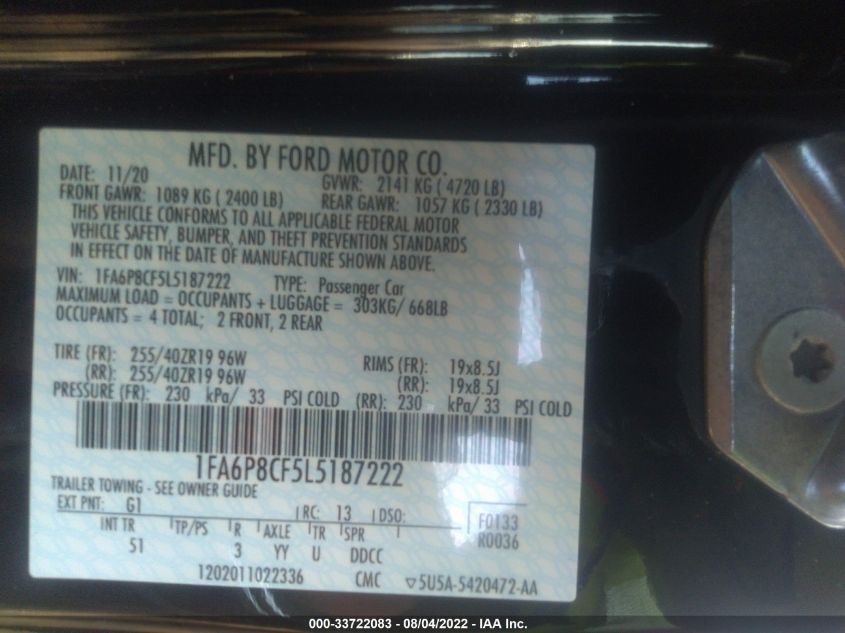 MFD. BY FORD MOTOR CO.
DATE: 11/20 GVWR: 2141 KG ( 4720 LB)
FRONT GAWR: 1089 KG ( 2400 LB) REAR GAWR: 1057 KG ( 2330 LB)
THIS VEHICLE CONFORMS TO ALL APPLICABLE FEDERAL MOTOR
VEHICLE SAFETY, BUMPER, AND THEFT PREVENTION STANDARDS
IN EFFECT ON THE DATE OF MANUFACTURE SHOWN ABOVE.
VIN: 1FA6P8CF5L5187222 TYPE: Passenger Car
MAXIMUM LOAD = OCCUPANTS + LUGGAGE = 303KG/ 668LB
OCCUPANTS = 4 TOTAL; 2 FRONT, 2 REAR
TIRE (FR): 255/40ZR19 96W RIMS (FR): 19x8.5J
(RR): 255/40ZR19 96W (RR): 19x8.5J
PRESSURE (FR): 230 kPa/ 33 PSI COLD (RR): 230 kPa/ 33 PSI COLD
1FA6P8CF5L5187222
TRAILER TOWING - SEE OWNER GUIDE
EXT PNT: G1 RC: 13 DSO: F0133
INT TR TP/PS R AXLE TR SPR R0036
51 3 YY U DDCC
1202011022336 CMC ▽5U5A-5420472-AA
000-33722083 - 08/04/2022 - IAA Inc.